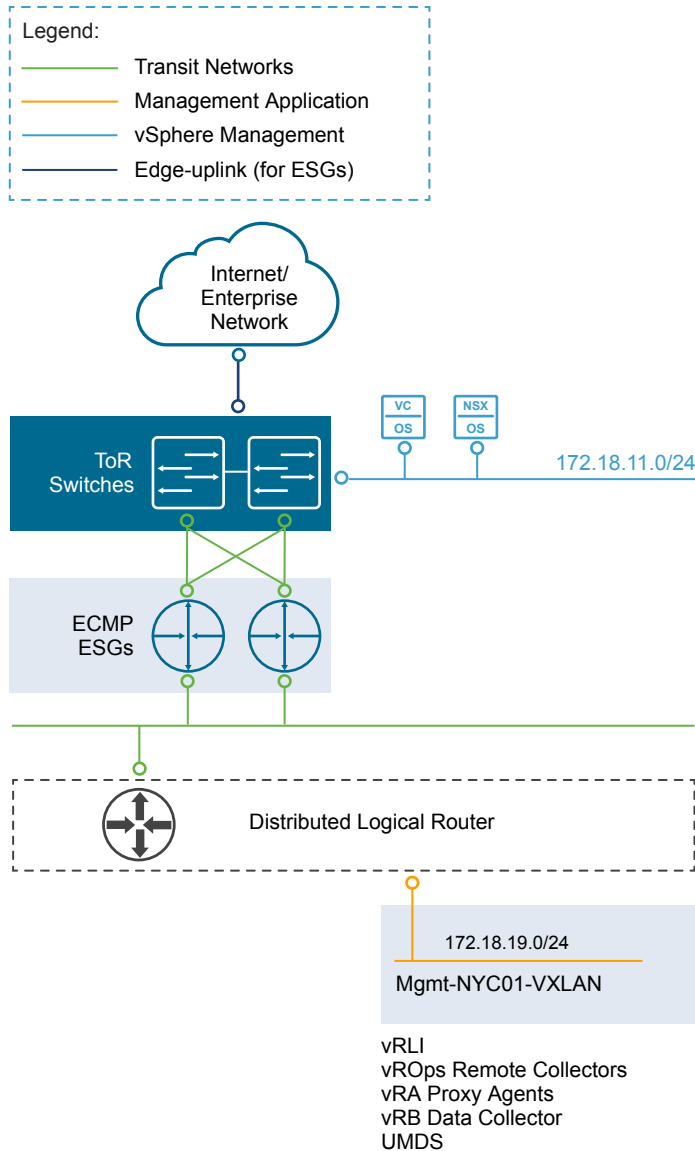 Legend:
Transit Networks
Management Application
vSphere Management
Edge-uplink (for ESGs)
Internet/
Enterprise
Network
VC
OS
NSX
OS
172.18.11.0/24
ToR
Switches
ECMP
ESGs
Distributed Logical Router
172.18.19.0/24
Mgmt-NYC01-VXLAN
vRLI
vROps Remote Collectors
vRA Proxy Agents
vRB Data Collector
UMDS